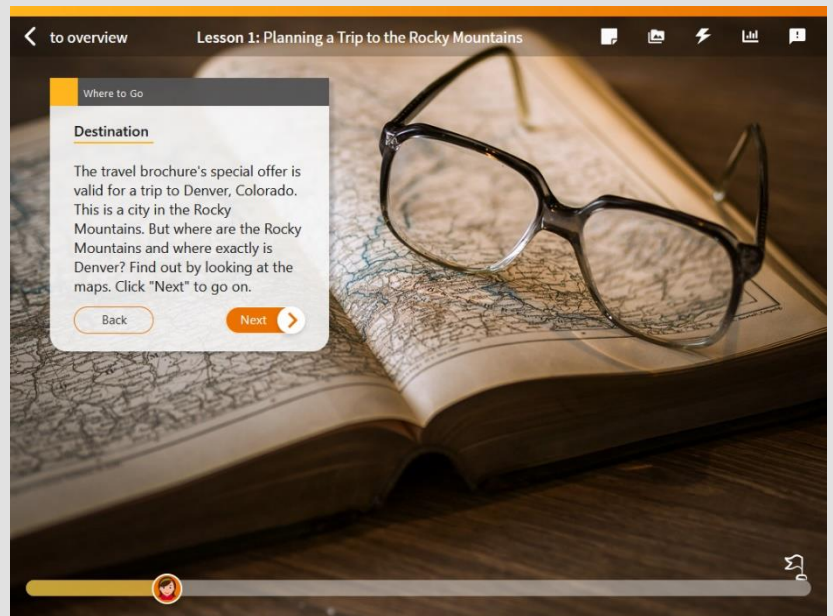 to overview
Lesson 1: Planning a Trip to the Rocky Mountains
Where to Go
Destination
The travel brochure's special offer is
valid for a trip to Denver, Colorado.
This is a city in the Rocky
Mountains. But where are the Rocky
Mountains and where exactly is
Denver? Find out by looking at the
maps. Click "Next" to go on.
Back
Next